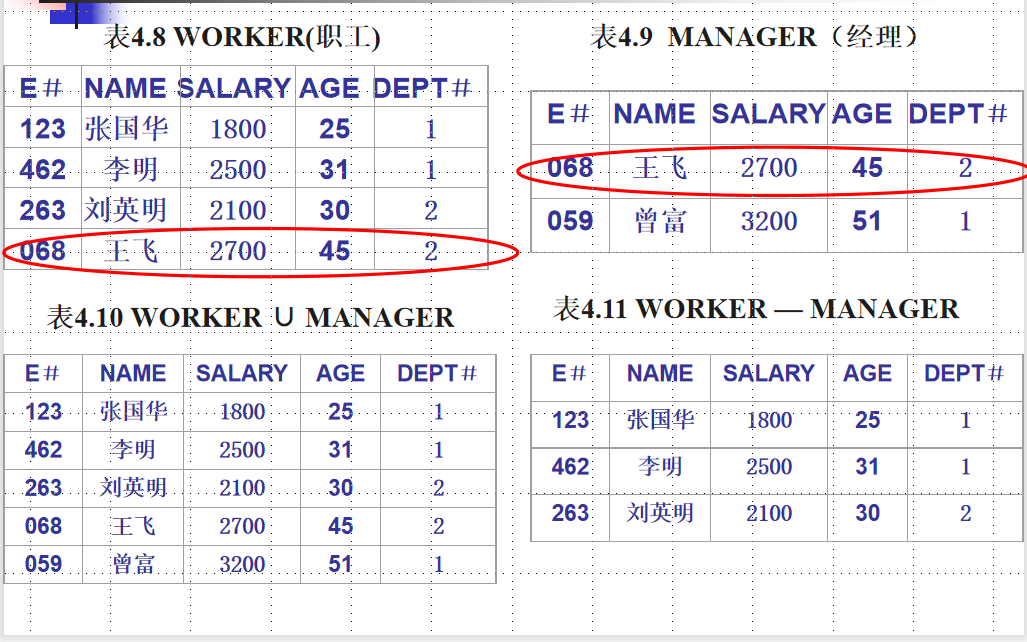 表4.8 WORKER(职工)
E# NAME SALARY AGE DEPT#
123 张国华 1800 25 1
462 李明 2500 31 1
263 刘英明 2100 30 2
068 王飞 2700 45 2
表4.9 MANAGER（经理）
E# NAME SALARY AGE DEPT#
068 王飞 2700 45 2
059 曾富 3200 51 1
表4.10 WORKER ∪ MANAGER
E# NAME SALARY AGE DEPT#
123 张国华 1800 25 1
462 李明 2500 31 1
263 刘英明 2100 30 2
068 王飞 2700 45 2
059 曾富 3200 51 1
表4.11 WORKER — MANAGER
E# NAME SALARY AGE DEPT#
123 张国华 1800 25 1
462 李明 2500 31 1
263 刘英明 2100 30 2